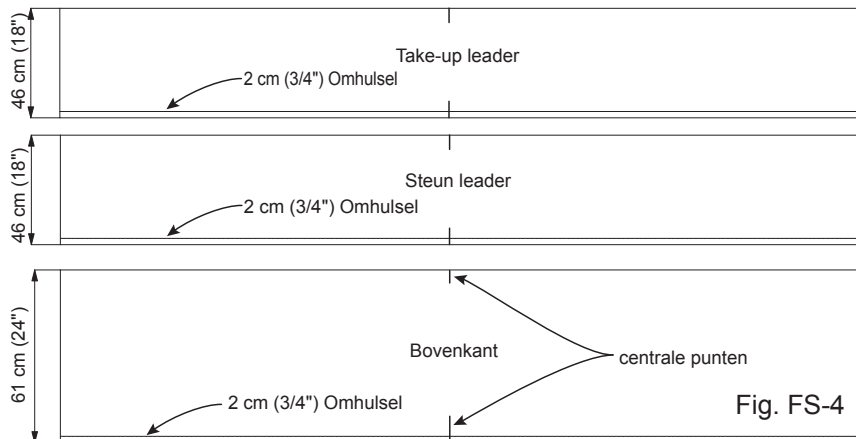 46 cm (18")
Take-up leader
2 cm (3/4") Omhulsel
46 cm (18")
Steun leader
2 cm (3/4") Omhulsel
61 cm (24")
Bovenkant
centrale punten
2 cm (3/4") Omhulsel
Fig. FS-4